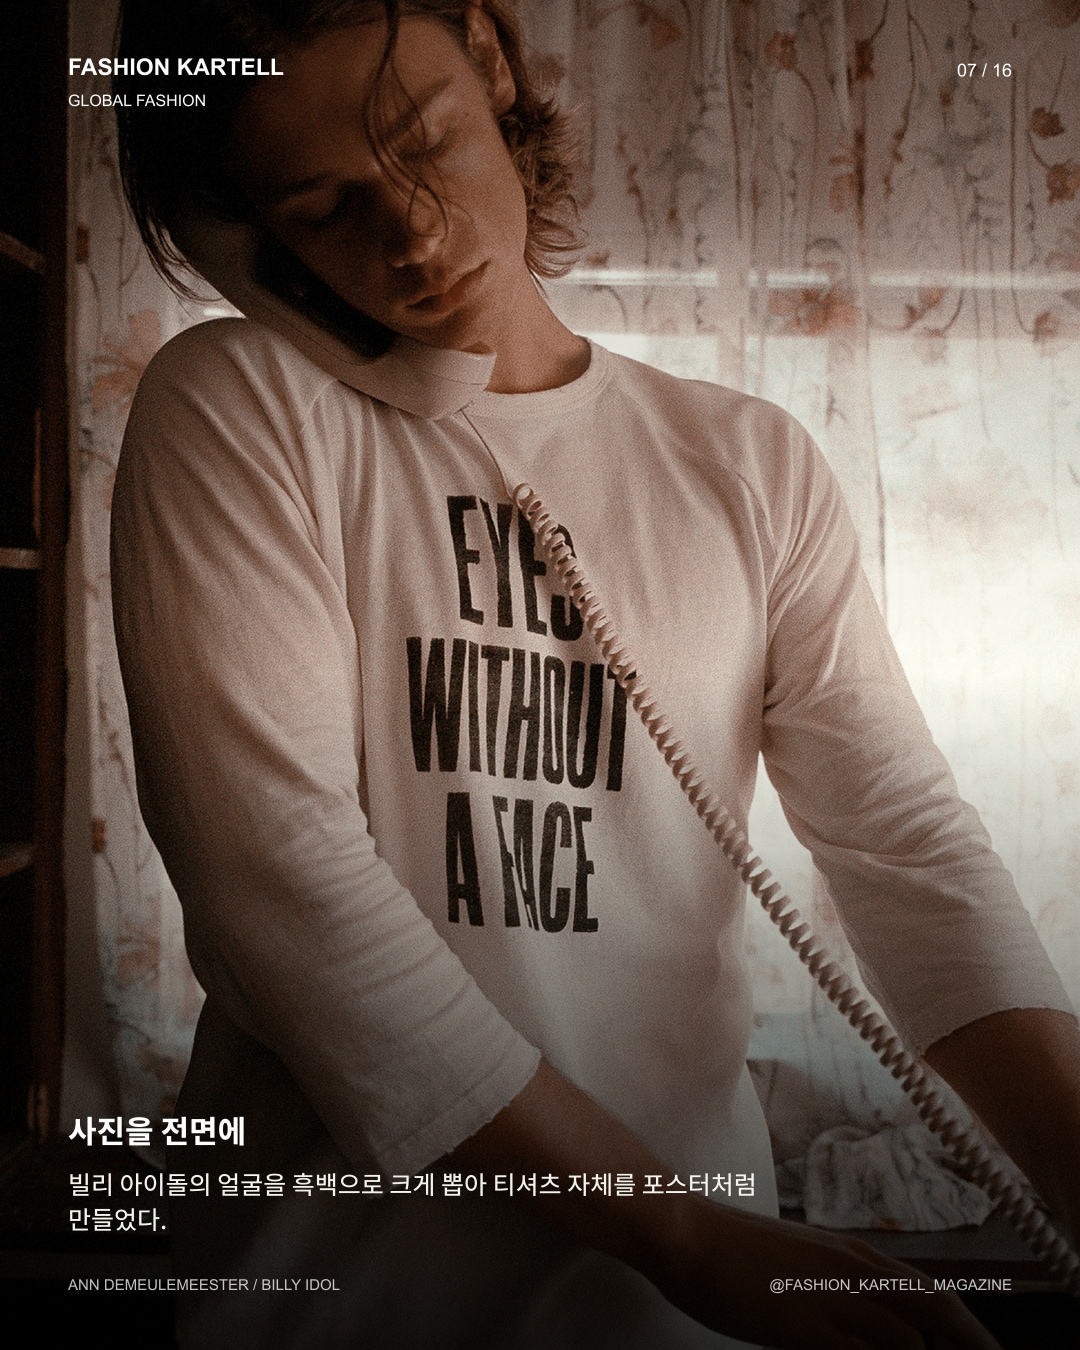 FASHION KARTELL
GLOBAL FASHION
07 / 16
EYES
WITHOUT
A FACE
사진을 전면에
빌리 아이돌의 얼굴을 흑백으로 크게 뽑아 티셔츠 자체를 포스터처럼
만들었다.
ANN DEMEULEMEESTER / BILLY IDOL
@FASHION_KARTELL_MAGAZINE